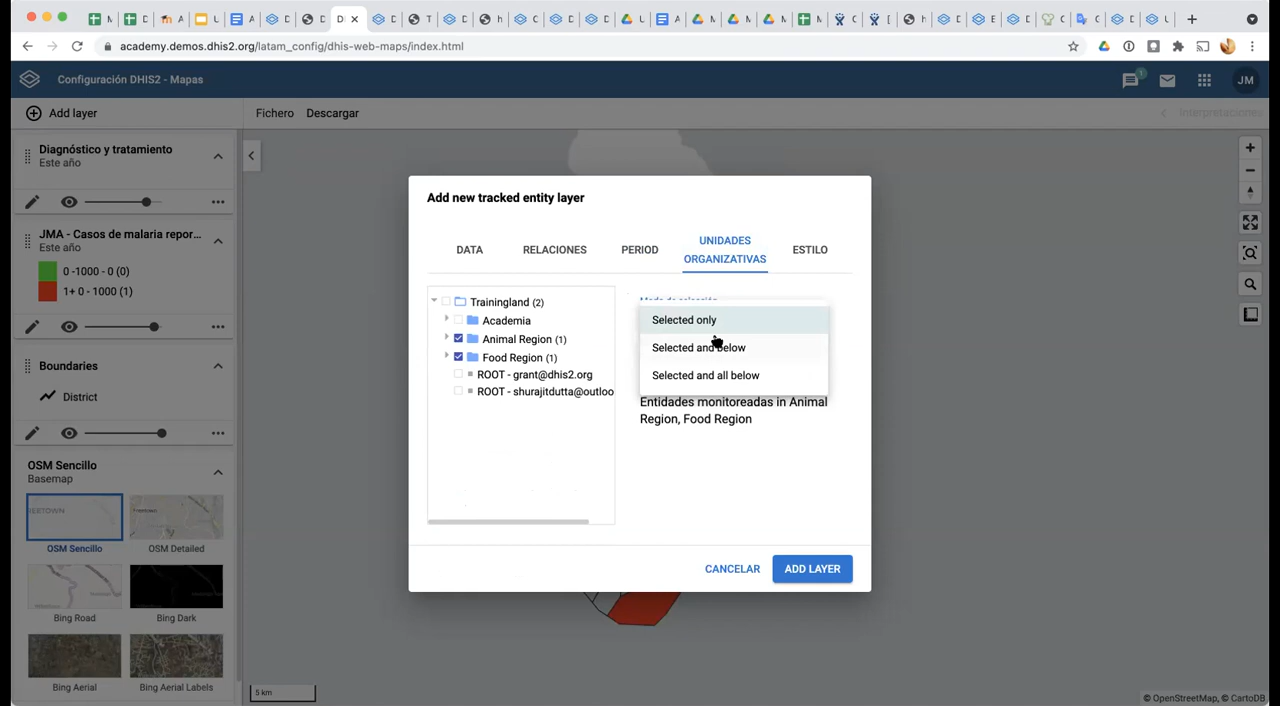 academy.demos.dhis2.org/latam_config/dhis-web-maps/index.html
Configuración DHIS2 - Mapas
1
JM
Add layer
Fichero
Descargar
Interpretaciones
Diagnóstico y tratamiento
Este año
JMA - Casos de malaria repor...
Este año
0 -1000 - 0 (0)
1+ 0 - 1000 (1)
Boundaries
District
OSM Sencillo
Basemap
OSM Sencillo
OSM Detailed
Bing Road
Bing Dark
Bing Aerial
Bing Aerial Labels
Add new tracked entity layer
DATA
RELACIONES
PERIOD
UNIDADES
ORGANIZATIVAS
ESTILO
Trainingland (2)
Academia
Animal Region (1)
Food Region (1)
ROOT - grant@dhis2.org
ROOT - shurajitdutta@outloo
Modo de selección
Selected only
Selected and below
Selected and all below
Entidades monitoreadas in Animal
Region, Food Region
CANCELAR
ADD LAYER
5 km
© OpenStreetMap, © CartoDB